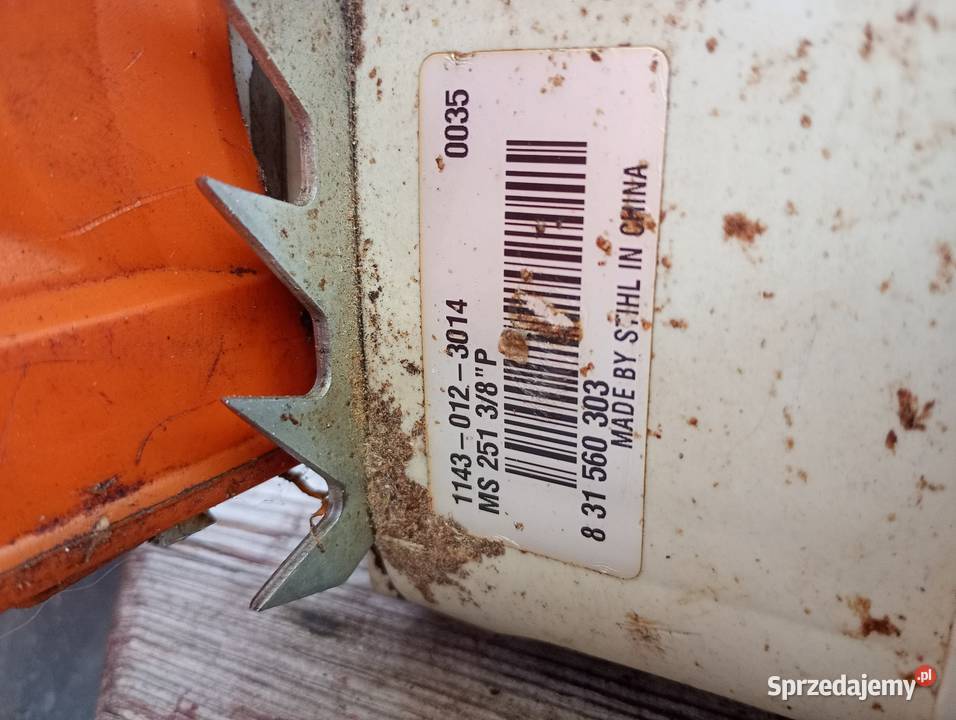 1143-012-3014 0035
MS 251 3/8"P
8 31 560 303
MADE BY STIHL IN CHINA
Sprzedajemy.pl